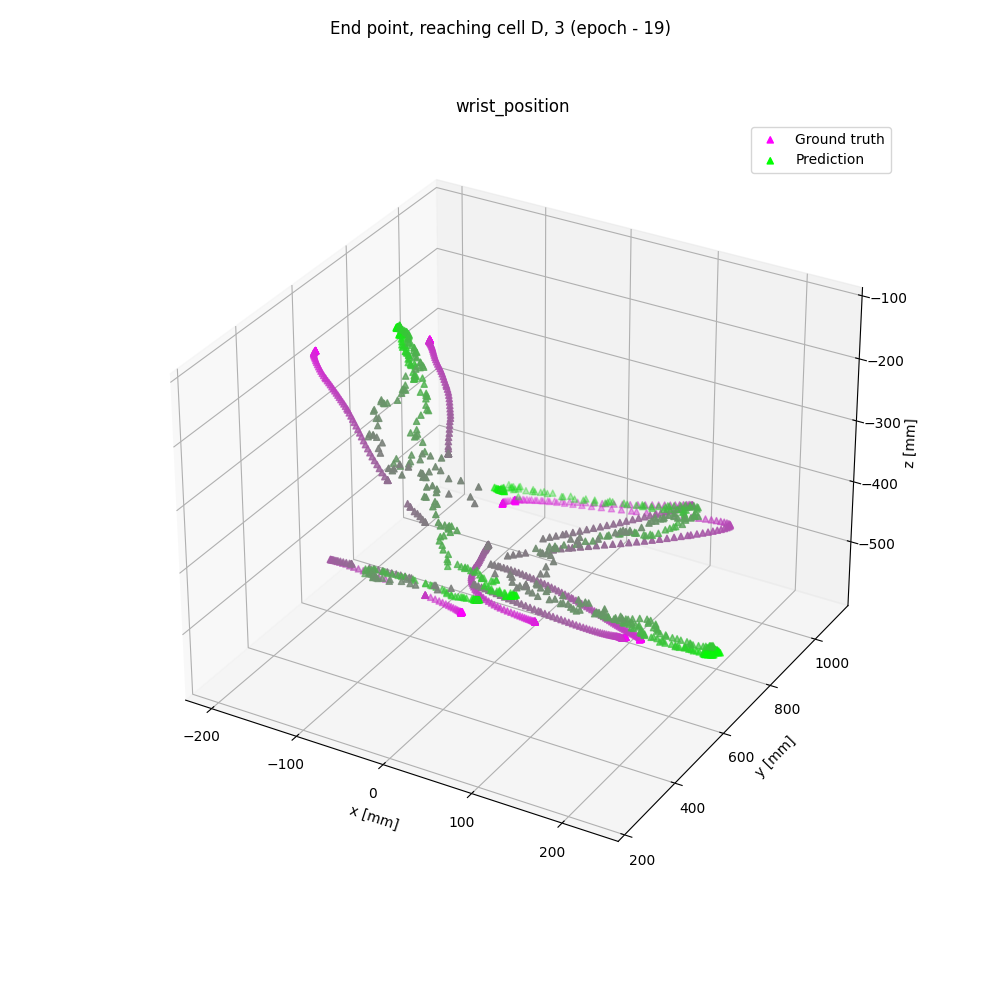 End point, reaching cell D, 3 (epoch - 19)
wrist_position
Ground truth
Prediction
−100
−200
−300
−400
−500
z [mm]
1000
800
600
400
200
y [mm]
−200
−100
0
100
200
x [mm]